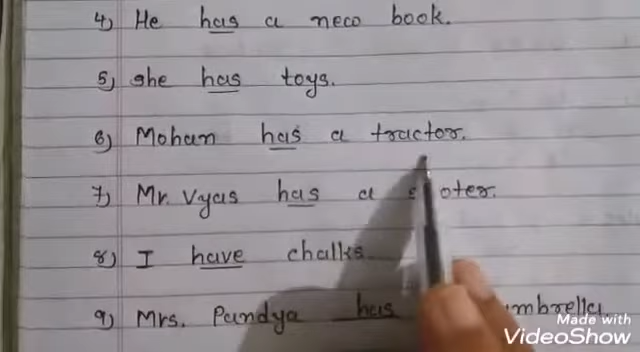 4) He has a new book.
5) she has toys.
6) Mohan has a tractor.
7) Mr. Vyas has a
8) I have chalks.
9) Mrs. Pandya has umbrella.
Made with
VideoShow